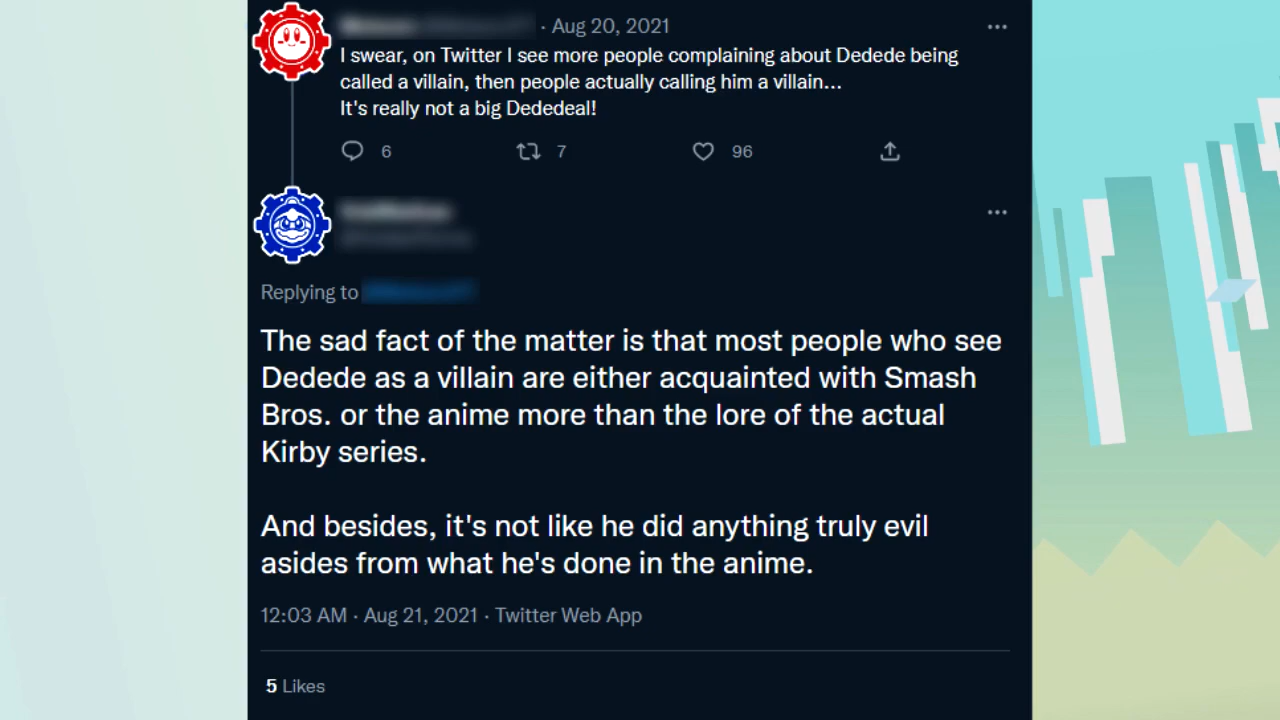 · Aug 20, 2021
I swear, on Twitter I see more people complaining about Dedede being
called a villain, then people actually calling him a villain...
It's really not a big Dededeal!
6 7 96
Replying to
The sad fact of the matter is that most people who see
Dedede as a villain are either acquainted with Smash
Bros. or the anime more than the lore of the actual
Kirby series.
And besides, it's not like he did anything truly evil
asides from what he's done in the anime.
12:03 AM · Aug 21, 2021 · Twitter Web App
5 Likes